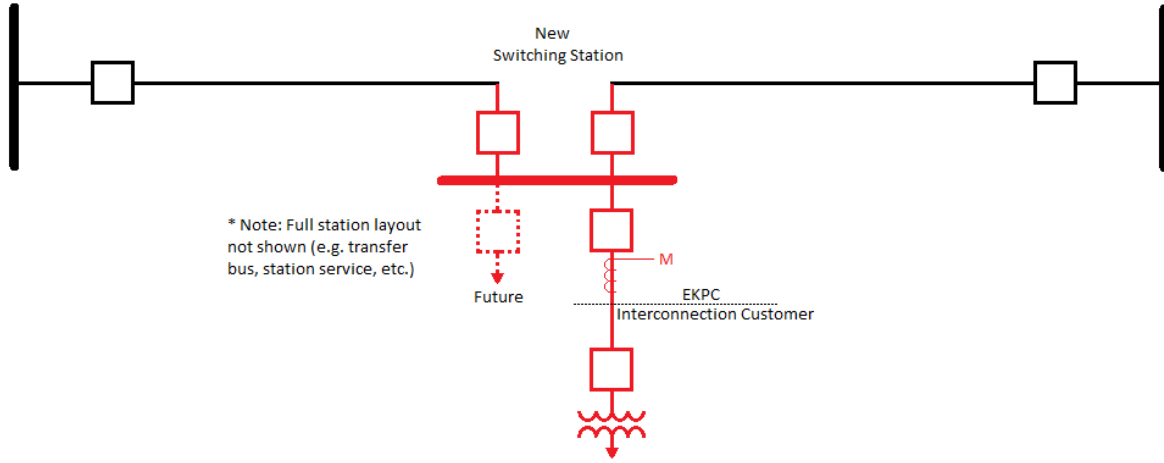 New
Switching Station
* Note: Full station layout
not shown (e.g. transfer
bus, station service, etc.)
M
Future
EKPC
Interconnection Customer